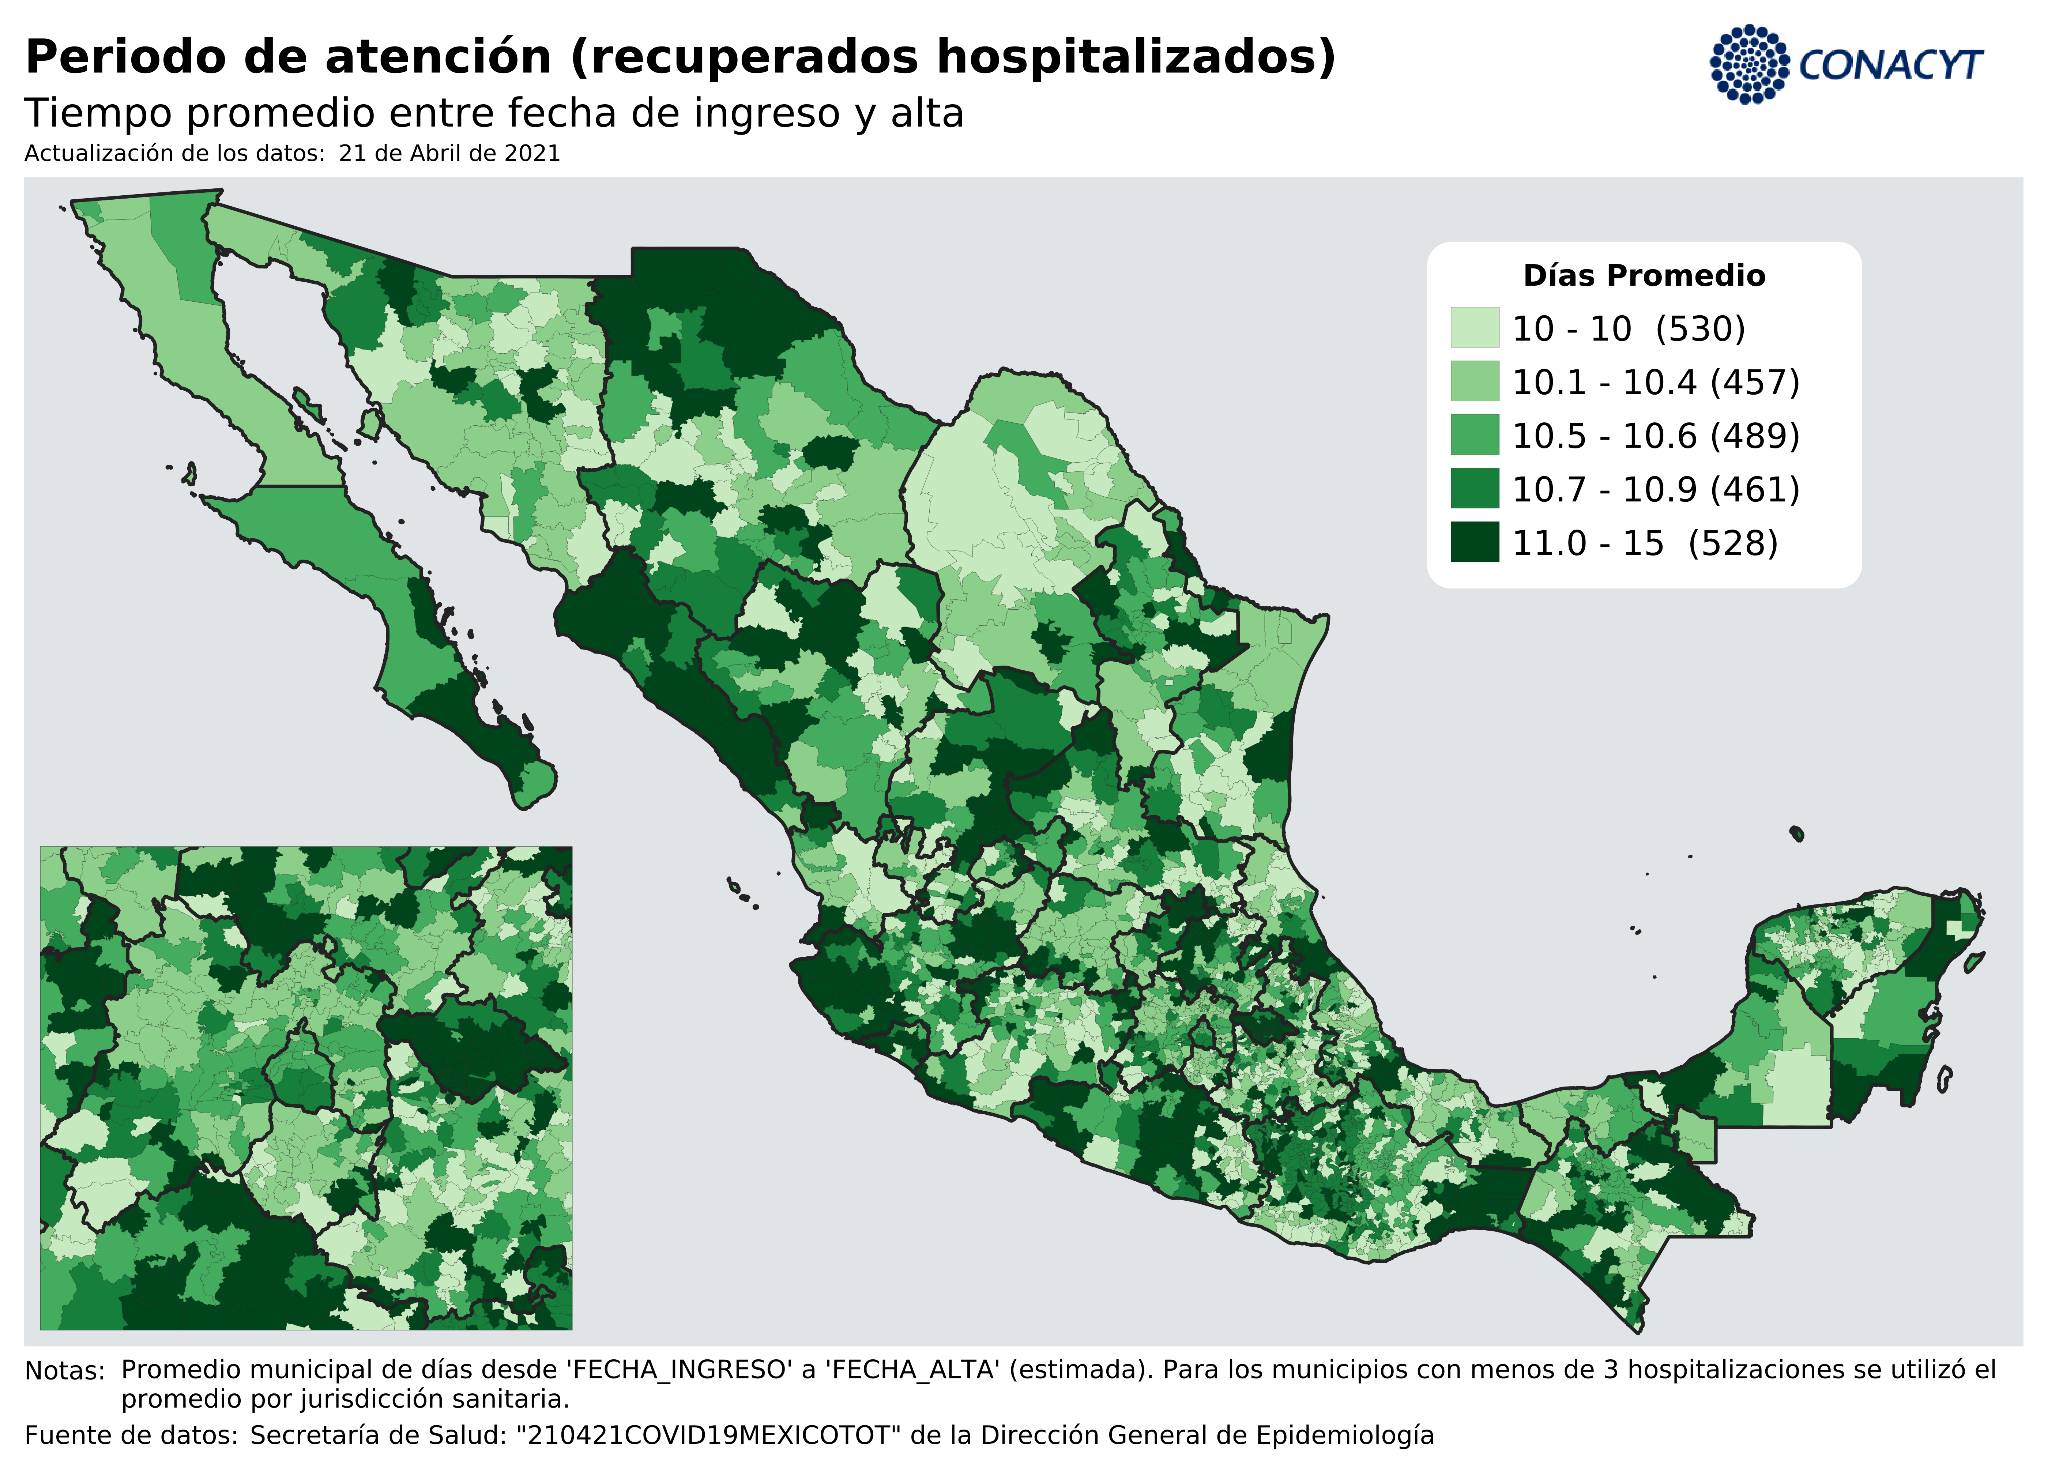 Periodo de atención (recuperados hospitalizados)
CONACYT
Tiempo promedio entre fecha de ingreso y alta
Actualización de los datos: 21 de Abril de 2021
Días Promedio
10 - 10 (530)
10.1 - 10.4 (457)
10.5 - 10.6 (489)
10.7 - 10.9 (461)
11.0 - 15 (528)
Notas: Promedio municipal de días desde 'FECHA_INGRESO' a 'FECHA_ALTA' (estimada). Para los municipios con menos de 3 hospitalizaciones se utilizó el
promedio por jurisdicción sanitaria.
Fuente de datos: Secretaría de Salud: "210421COVID19MEXICOTOT" de la Dirección General de Epidemiología